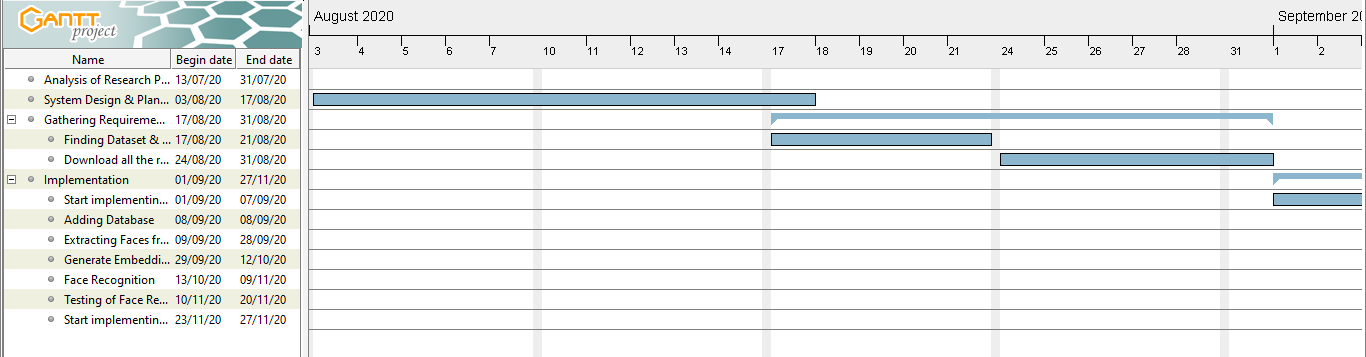 GANTT project
August 2020 September 20
3 4 5 6 7 10 11 12 13 14 17 18 19 20 21 24 25 26 27 28 31 1 2
Name Begin date End date
Analysis of Research P... 13/07/20 31/07/20
System Design & Plan... 03/08/20 17/08/20
Gathering Requireme... 17/08/20 31/08/20
Finding Dataset & ... 17/08/20 21/08/20
Download all the r... 24/08/20 31/08/20
Implementation 01/09/20 27/11/20
Start implementin... 01/09/20 07/09/20
Adding Database 08/09/20 08/09/20
Extracting Faces fr... 09/09/20 28/09/20
Generate Embeddi... 29/09/20 12/10/20
Face Recognition 13/10/20 09/11/20
Testing of Face Re... 10/11/20 20/11/20
Start implementin... 23/11/20 27/11/20